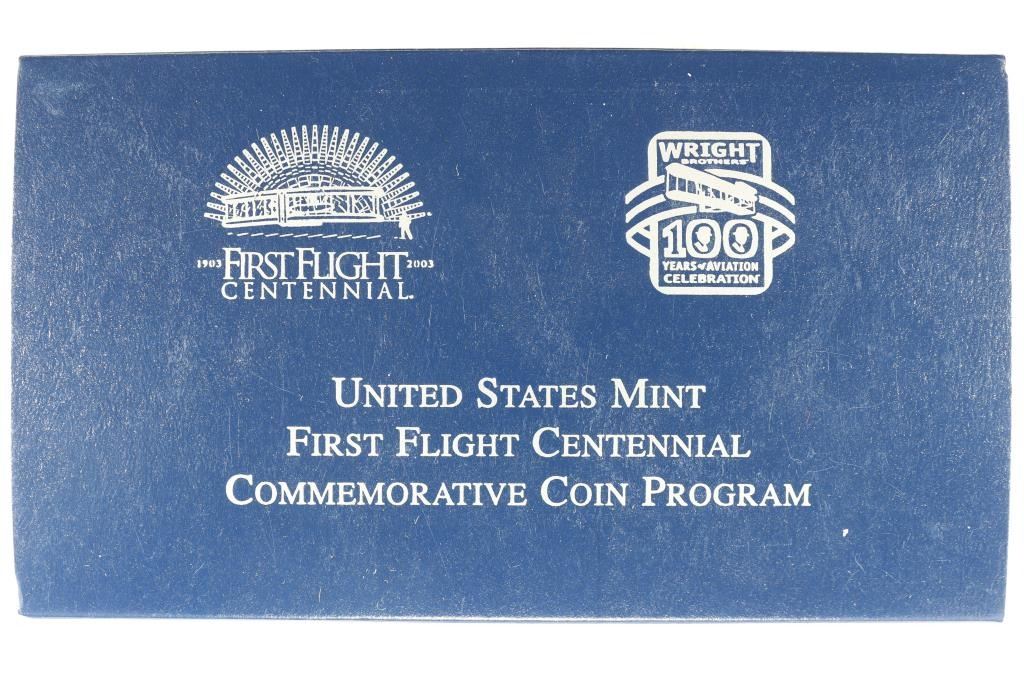 1903 FIRST FLIGHT 2003
CENTENNIAL.
WRIGHT
BROTHERS
100
YEARS of AVIATION
CELEBRATION
UNITED STATES MINT
FIRST FLIGHT CENTENNIAL
COMMEMORATIVE COIN PROGRAM